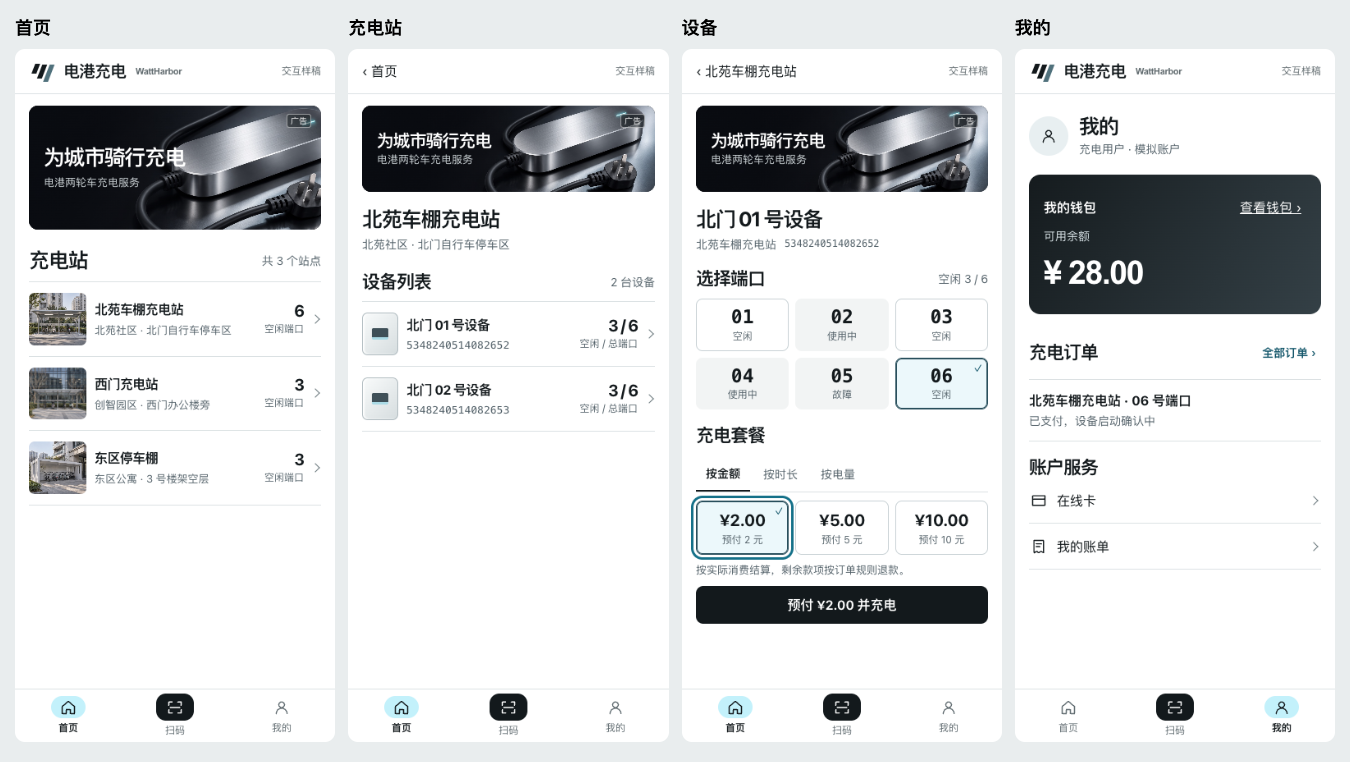 首页
电港充电 WattHarbor
交互样稿
广告
为城市骑行充电
电港两轮车充电服务
充电站
共 3 个站点
北苑车棚充电站
北苑社区 · 北门自行车停车区
6
空闲端口
西门充电站
创智园区 · 西门办公楼旁
3
空闲端口
东区停车棚
东区公寓 · 3 号楼架空层
3
空闲端口
首页
扫码
我的
充电站
‹ 首页
交互样稿
广告
为城市骑行充电
电港两轮车充电服务
北苑车棚充电站
北苑社区 · 北门自行车停车区
设备列表
2 台设备
北门 01 号设备
5348240514082652
3/6
空闲 / 总端口
北门 02 号设备
5348240514082653
3/6
空闲 / 总端口
首页
扫码
我的
设备
‹ 北苑车棚充电站
交互样稿
广告
为城市骑行充电
电港两轮车充电服务
北门 01 号设备
北苑车棚充电站 5348240514082652
选择端口
空闲 3 / 6
01
空闲
02
使用中
03
空闲
04
使用中
05
故障
06
空闲
充电套餐
按金额
按时长
按电量
¥2.00
预付 2 元
¥5.00
预付 5 元
¥10.00
预付 10 元
按实际消费结算，剩余款项按订单规则退款。
预付 ¥2.00 并充电
首页
扫码
我的
我的
电港充电 WattHarbor
交互样稿
我的
充电用户 · 模拟账户
我的钱包
查看钱包 ›
可用余额
¥ 28.00
充电订单
全部订单 ›
北苑车棚充电站 · 06 号端口
已支付，设备启动确认中
账户服务
在线卡
我的账单
首页
扫码
我的